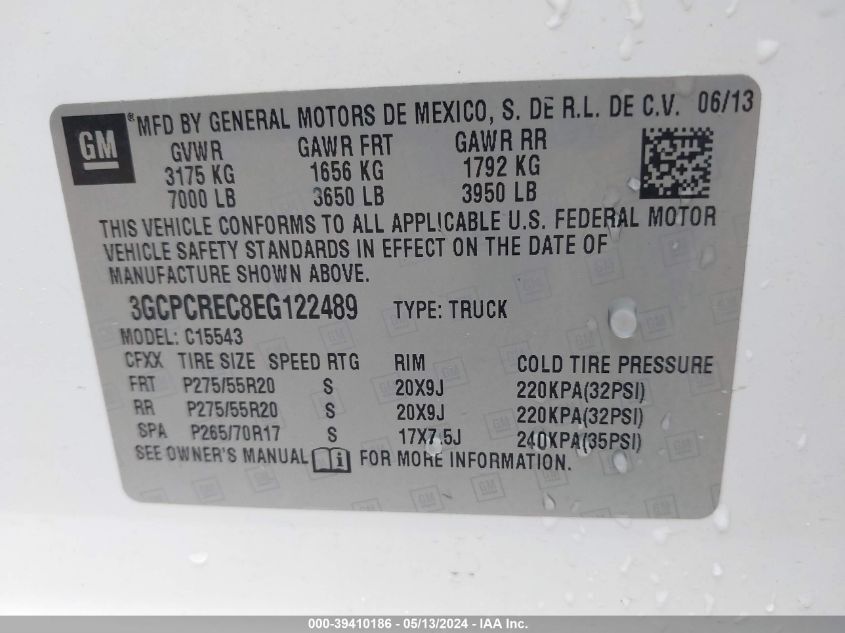 GM
® MFD BY GENERAL MOTORS DE MEXICO, S. DE R.L. DE C.V. 06/13
GVWR GAWR FRT GAWR RR
3175 KG 1656 KG 1792 KG
7000 LB 3650 LB 3950 LB
THIS VEHICLE CONFORMS TO ALL APPLICABLE U.S. FEDERAL MOTOR
VEHICLE SAFETY STANDARDS IN EFFECT ON THE DATE OF
MANUFACTURE SHOWN ABOVE.
3GCPCREC8EG122489 TYPE: TRUCK
MODEL: C15543
CFXX TIRE SIZE SPEED RTG RIM COLD TIRE PRESSURE
FRT P275/55R20 S 20X9J 220KPA(32PSI)
RR P275/55R20 S 20X9J 220KPA(32PSI)
SPA P265/70R17 S 17X7.5J 240KPA(35PSI)
SEE OWNER'S MANUAL FOR MORE INFORMATION.
000-39410186 - 05/13/2024 - IAA Inc.